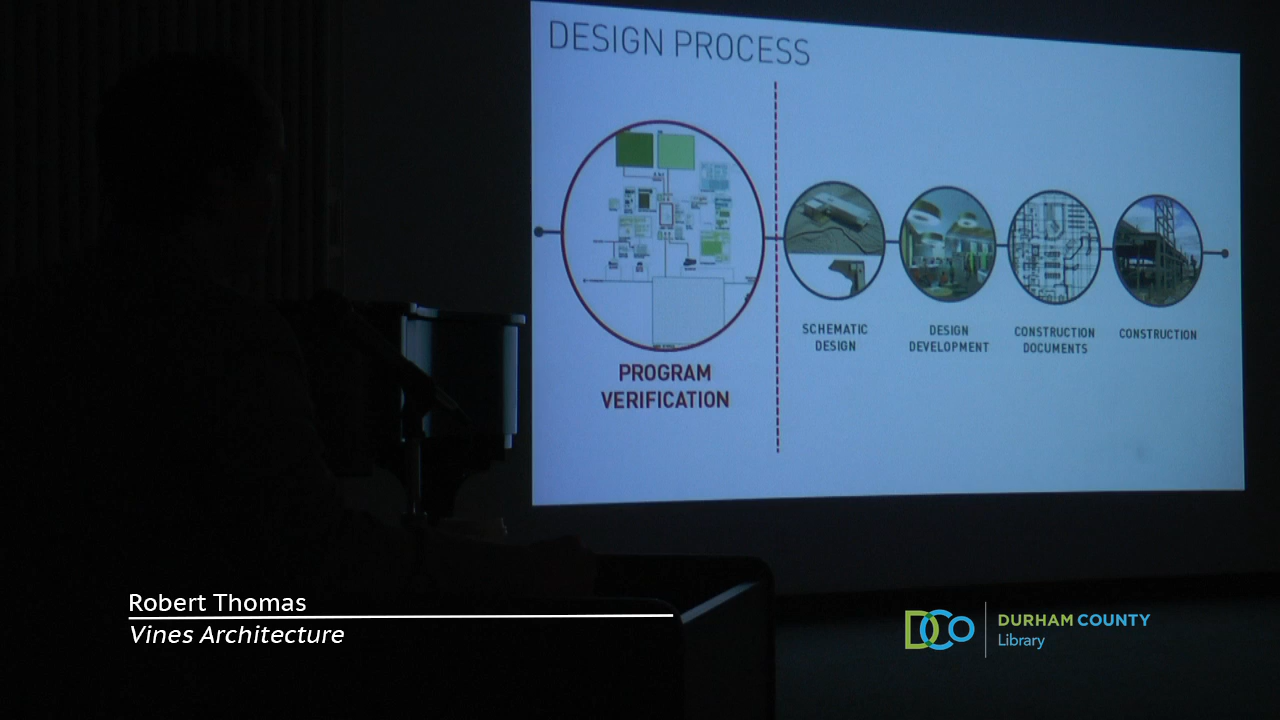 DESIGN PROCESS
PROGRAM
VERIFICATION
SCHEMATIC
DESIGN
DESIGN
DEVELOPMENT
CONSTRUCTION
DOCUMENTS
CONSTRUCTION
Robert Thomas
Vines Architecture
DCo
DURHAM COUNTY
Library